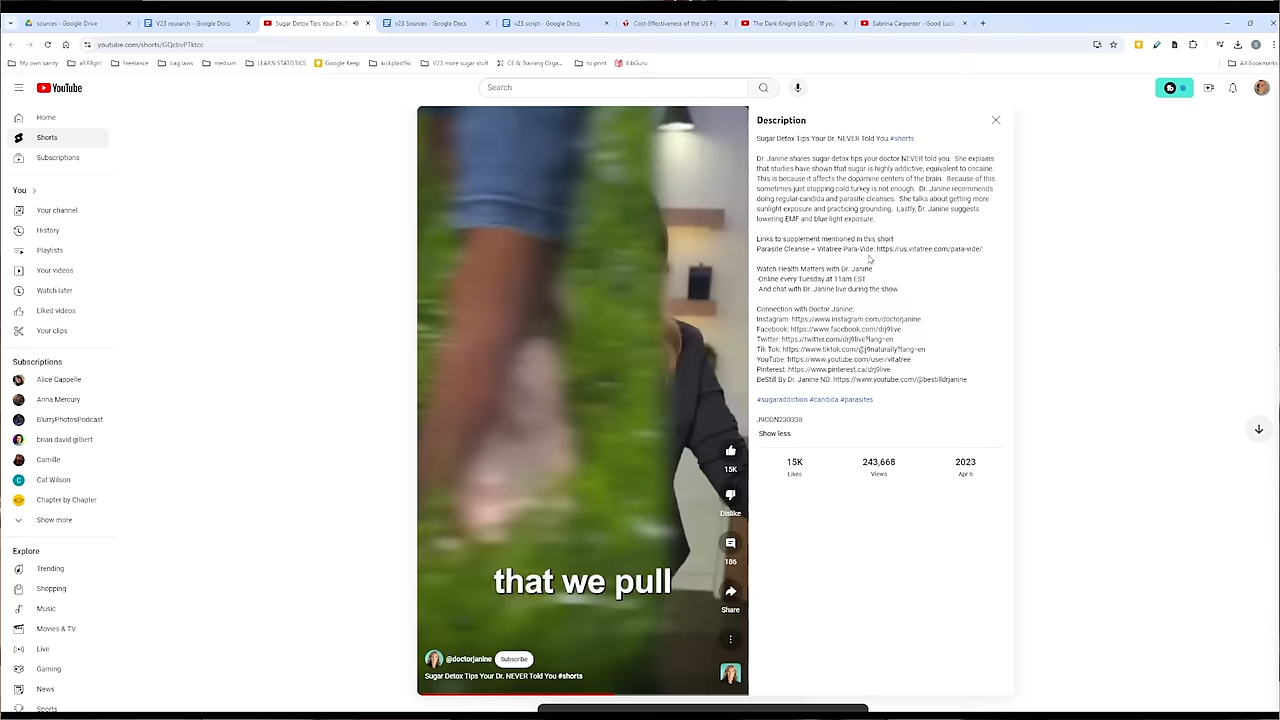 sources - Google Drive
V23 research - Google Docs
Sugar Detox Tips Your Dr. N
v23 Sources - Google Docs
v23 script - Google Docs
Cost-Effectiveness of the US F
The Dark Knight (clip5) -"If you
Sabrina Carpenter - Good Luck
youtube.com/shorts/GQcbvPTktcc
My own sanity
aRRRgh!
Freelance
bag laws
medium
LEARN STATISTICS
Google Keep
kickplast9c
V23 more sugar stuff
CE & Training Orga...
to print
BibGuru
All Bookmarks
YouTube
Search
Home
Shorts
Subscriptions
You
Your channel
History
Playlists
Your videos
Watch later
Liked videos
Your clips
Subscriptions
Alice Cappelle
Anna Mercury
BlurryPhotosPodcast
brian david gilbert
Camille
Cat Wilson
Chapter by Chapter
Show more
Explore
Trending
Shopping
Music
Movies & TV
Live
Gaming
News
Sports
that we pull
15K
Dislike
186
Share
@doctorjanine
Subscribe
Sugar Detox Tips Your Dr. NEVER Told You #shorts
Description
Sugar Detox Tips Your Dr. NEVER Told You #shorts
Dr. Janine shares sugar detox tips your doctor NEVER told you. She explains
that studies have shown that sugar is highly addictive, equivalent to cocaine.
This is because it affects the dopamine centers of the brain. Because of this
sometimes just stopping cold turkey is not enough. Dr. Janine recommends
doing regular candida and parasite cleanses. She talks about getting more
sunlight exposure and practicing grounding. Lastly, Dr. Janine suggests
lowering EMF and blue light exposure.
Links to supplement mentioned in this short
Parasite Cleanse – Vitatree Para-Vide: https://us.vitatree.com/para-vide/
Watch Health Matters with Dr. Janine
-Online every Tuesday at 11am EST
-And chat with Dr. Janine live during the show.
Connection with Doctor Janine:
Instagram: https://www.instagram.com/doctorjanine
Facebook: https://www.facebook.com/drj9live
Twitter: https://twitter.com/drj9live?lang=en
Tik Tok: https://www.tiktok.com/@j9naturally?lang=en
YouTube: https://www.youtube.com/user/vitatree
Pinterest: https://www.pinterest.ca/drj9live
BeStill By Dr. Janine ND: https://www.youtube.com/@bestilldrjanine
#sugaraddiction #candida #parasites
J9CON230338
Show less
15K
Likes
243,668
Views
2023
Apr 6